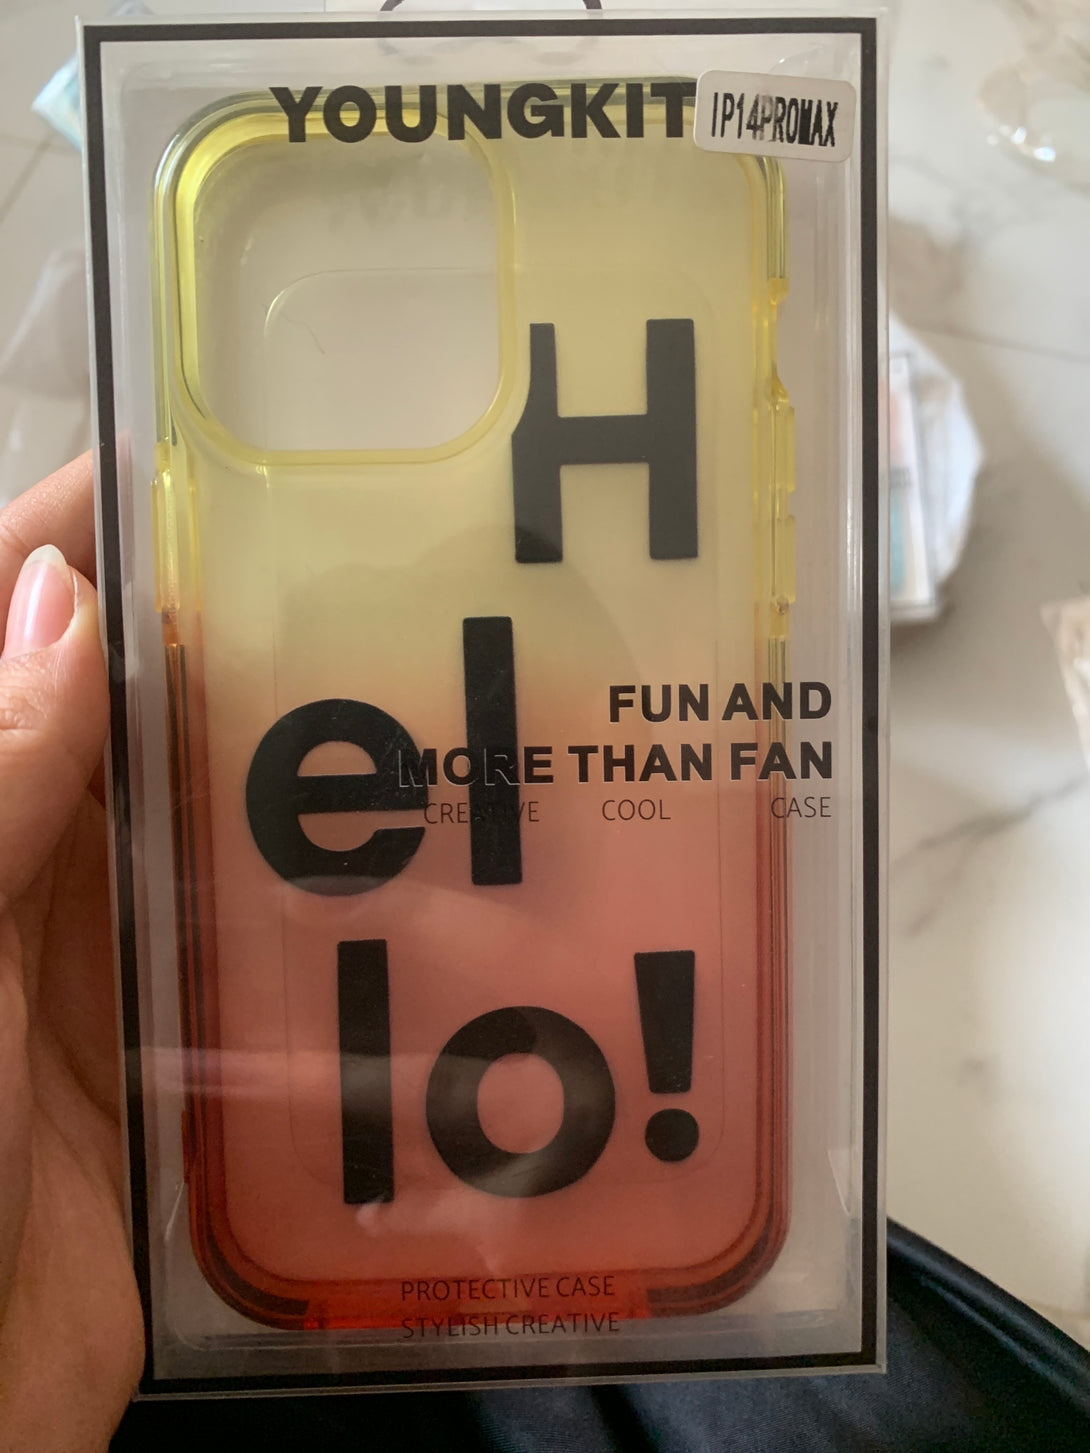 YOUNGKIT
IP14PROMAX
H
el
FUN AND
MORE THAN FAN
CREATIVE COOL CASE
lo!
PROTECTIVE CASE
STYLISH CREATIVE